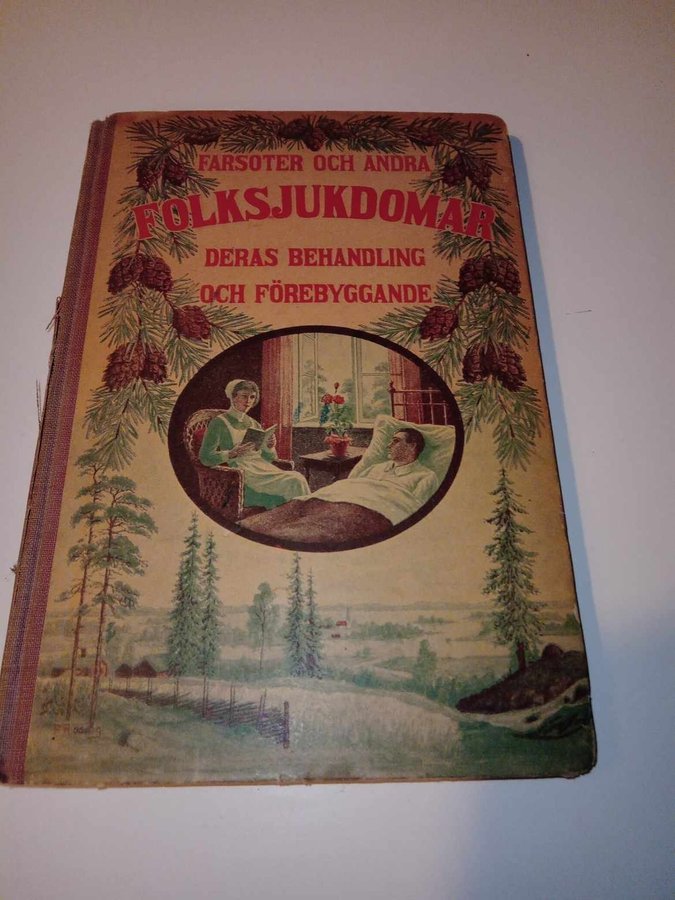 FARSOTER OCH ANDRA
FOLKSJUKDOMAR
DERAS BEHANDLING
OCH FÖREBYGGANDE